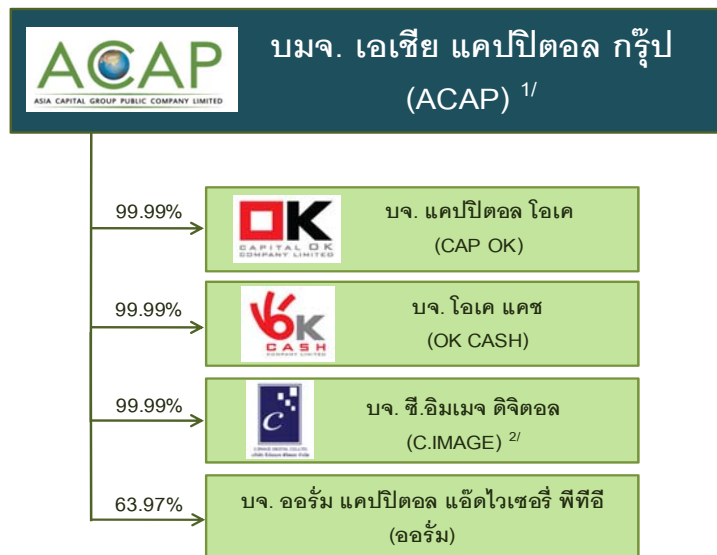 ACAP
ASIA CAPITAL GROUP PUBLIC COMPANY LIMITED
บมจ. เอเชีย แคปปิตอล กรุ๊ป
(ACAP) 1/
99.99%
OK
CAPITAL OK
COMPANY LIMITED
บจ. แคปปิตอล โอเค
(CAP OK)
99.99%
OK
CASH
COMPANY LIMITED
บจ. โอเค แคช
(OK CASH)
99.99%
C
บจ. ซี.อิมเมจ ดิจิตอล
(C.IMAGE) 2/
63.97%
บจ. ออรั่ม แคปปิตอล แอ๊ดไวเซอรี่ พีทีอี
(ออรั่ม)